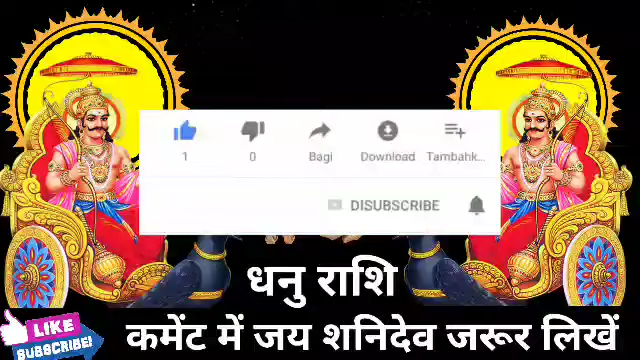 1 0 Bagi Download Tambahk...
DISUBSCRIBE
धनु राशि
कमेंट में जय शनिदेव जरूर लिखें
LIKE
SUBSCRIBE!